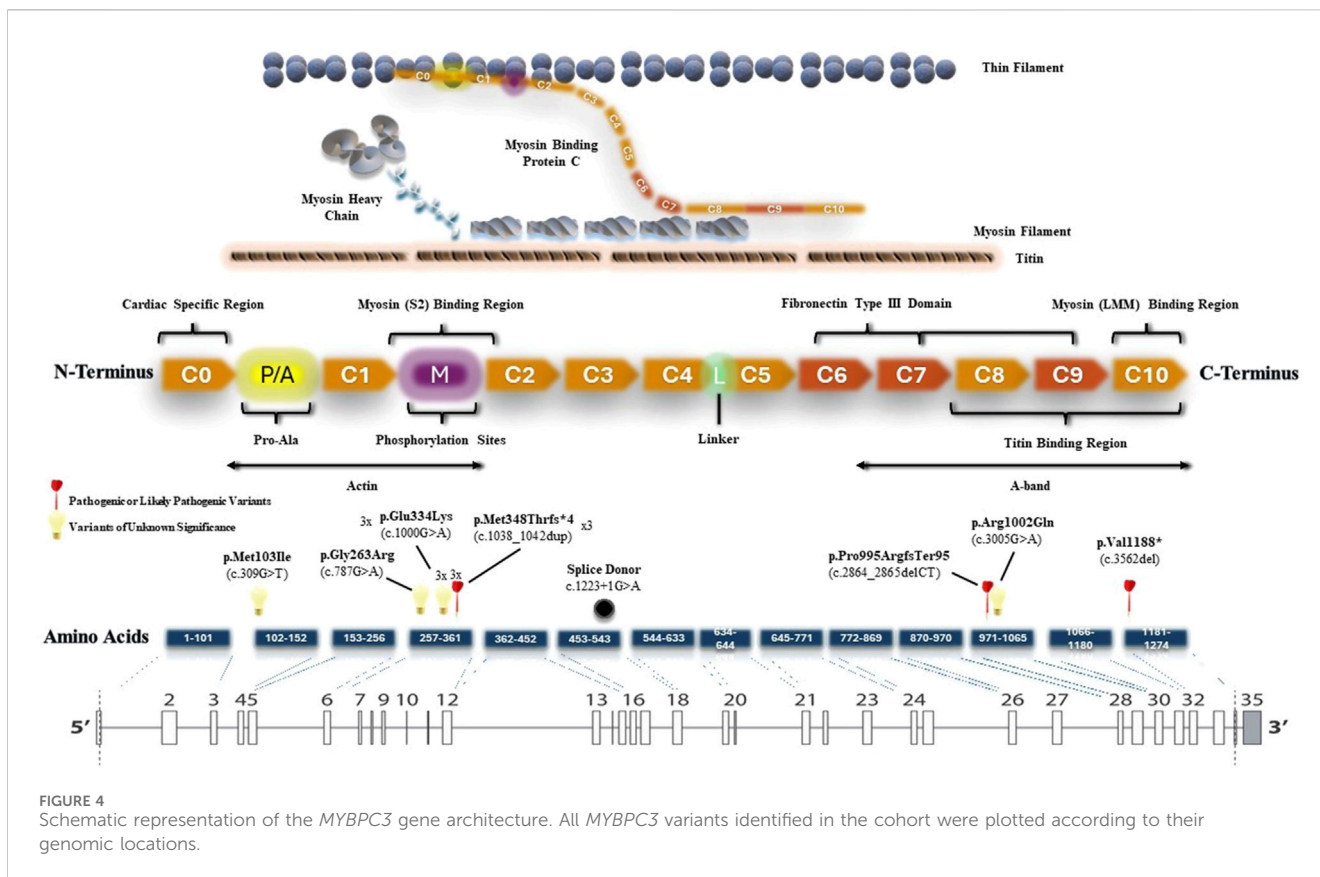 Thin Filament
C0 C1 C2 C3 C4 C5 C6 C7 C8 C9 C10
Myosin Binding
Protein C
Myosin Heavy
Chain
Myosin Filament
Titin
Cardiac Specific Region
Myosin (S2) Binding Region
Fibronectin Type III Domain
Myosin (LMM) Binding Region
N-Terminus C0 P/A C1 M C2 C3 C4 L C5 C6 C7 C8 C9 C10 C-Terminus
Pro-Ala
Phosphorylation Sites
Linker
Titin Binding Region
Actin
A-band
Pathogenic or Likely Pathogenic Variants
Variants of Unknown Significance
p.Met103Ile
(c.309G>T)
p.Gly263Arg
(c.787G>A)
3x p.Glu334Lys
(c.1000G>A)
3x 3x
p.Met348Thrfs*4 x3
(c.1038_1042dup)
Splice Donor
c.1223+1G>A
p.Pro995ArgfsTer95
(c.2864_2865delCT)
p.Arg1002Gln
(c.3005G>A)
p.Val1188*
(c.3562del)
Amino Acids 1-101 102-152 153-256 257-361 362-452 453-543 544-633 634-644 645-771 772-869 870-970 971-1065 1066-1180 1181-1274
5′ 2 3 45 6 7 9 10 12 13 16 18 20 21 23 24 26 27 28 30 32 35 3′
FIGURE 4
Schematic representation of the MYBPC3 gene architecture. All MYBPC3 variants identified in the cohort were plotted according to their
genomic locations.